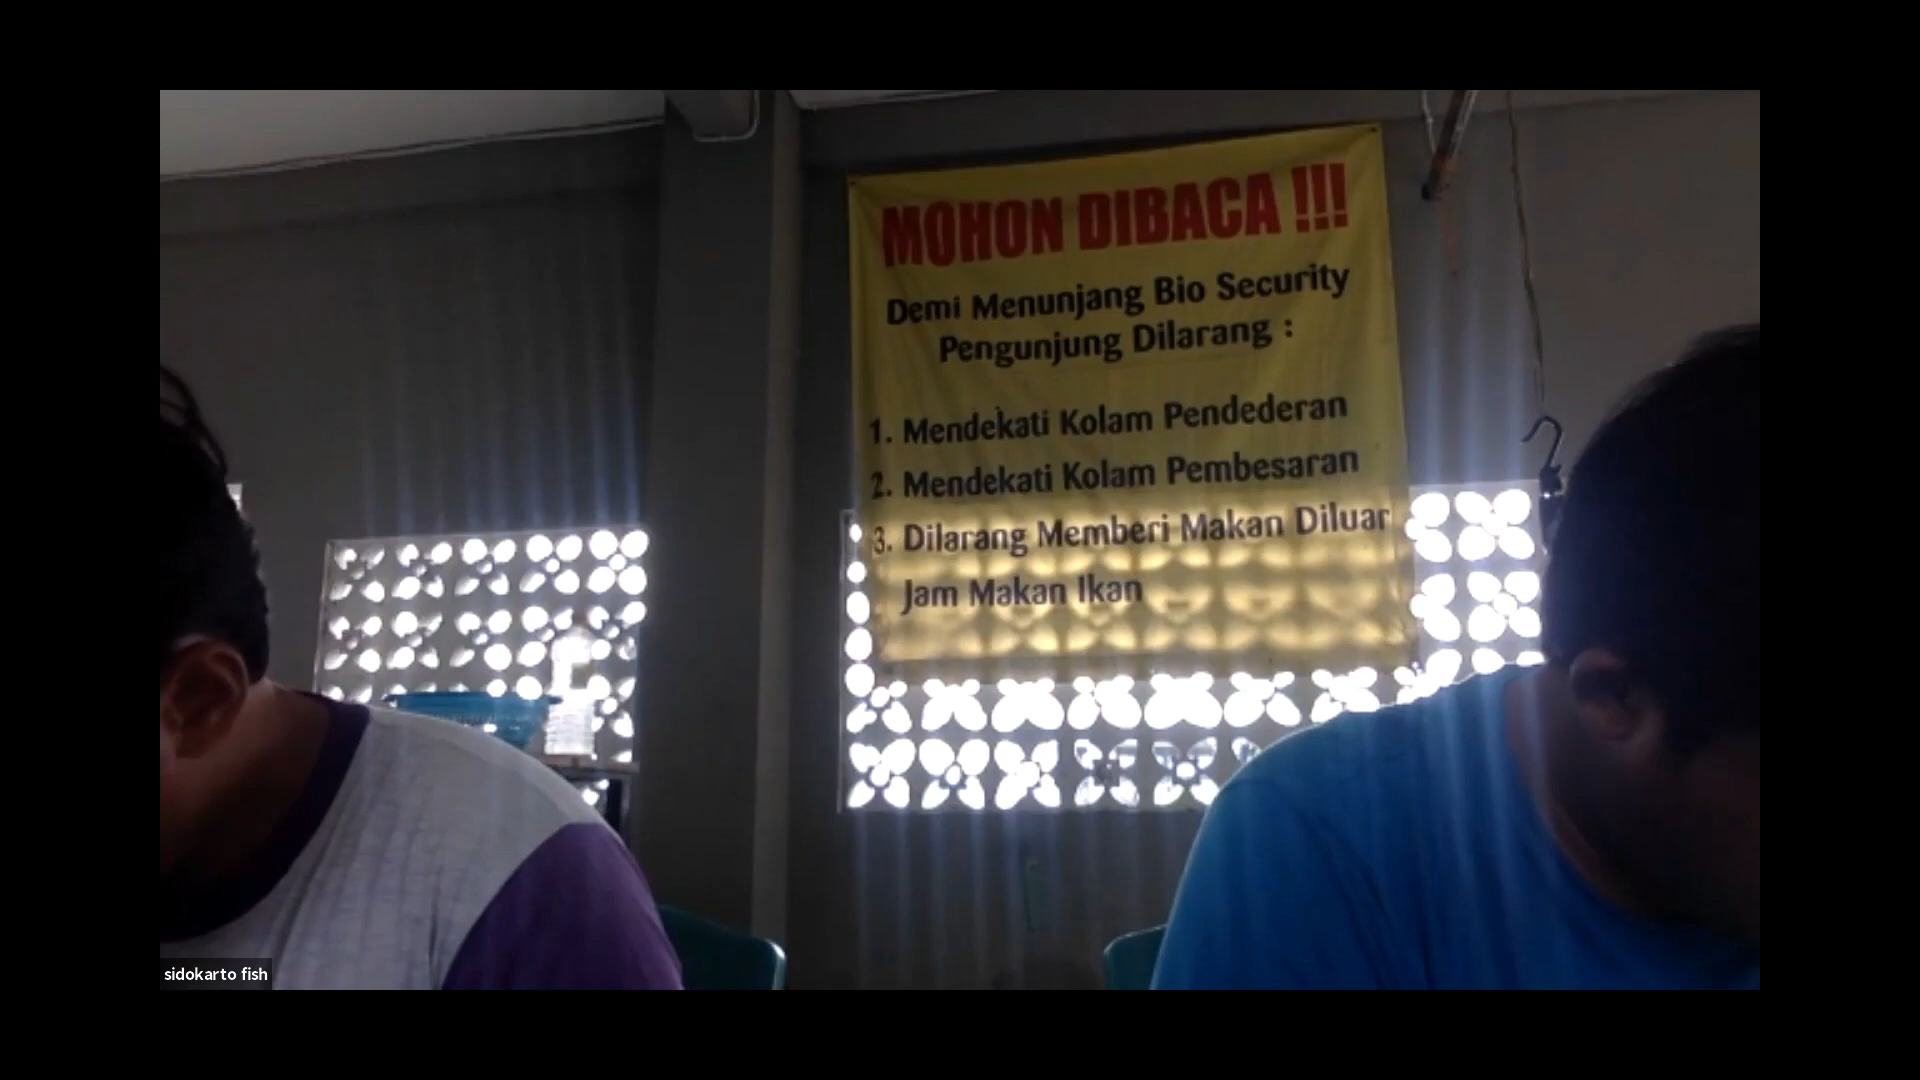 MOHON DIBACA !!!
Demi Menunjang Bio Security
Pengunjung Dilarang :
1. Mendekati Kolam Pendederan
2. Mendekati Kolam Pembesaran
3. Dilarang Memberi Makan Diluar
Jam Makan Ikan
sidokarto fish